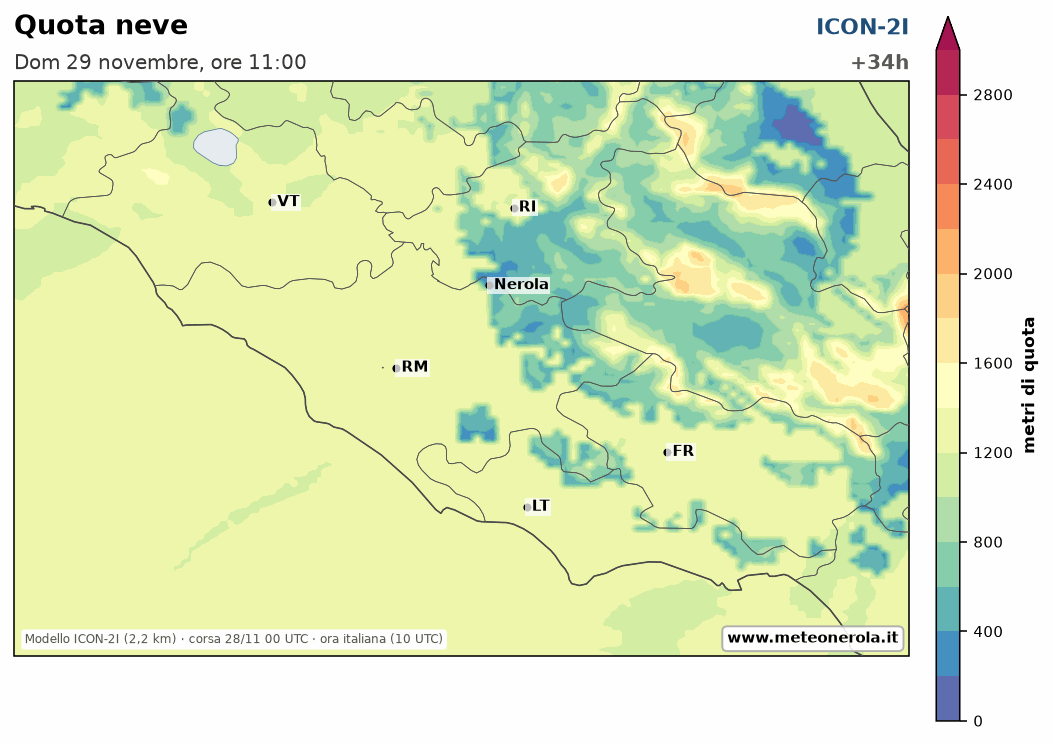 Quota neve
ICON-2I
Dom 29 novembre, ore 11:00
+34h
VT
RI
Nerola
RM
FR
LT
Modello ICON-2I (2,2 km) · corsa 28/11 00 UTC · ora italiana (10 UTC)
www.meteonerola.it
2800
2400
2000
1600
1200
800
400
0
metri di quota